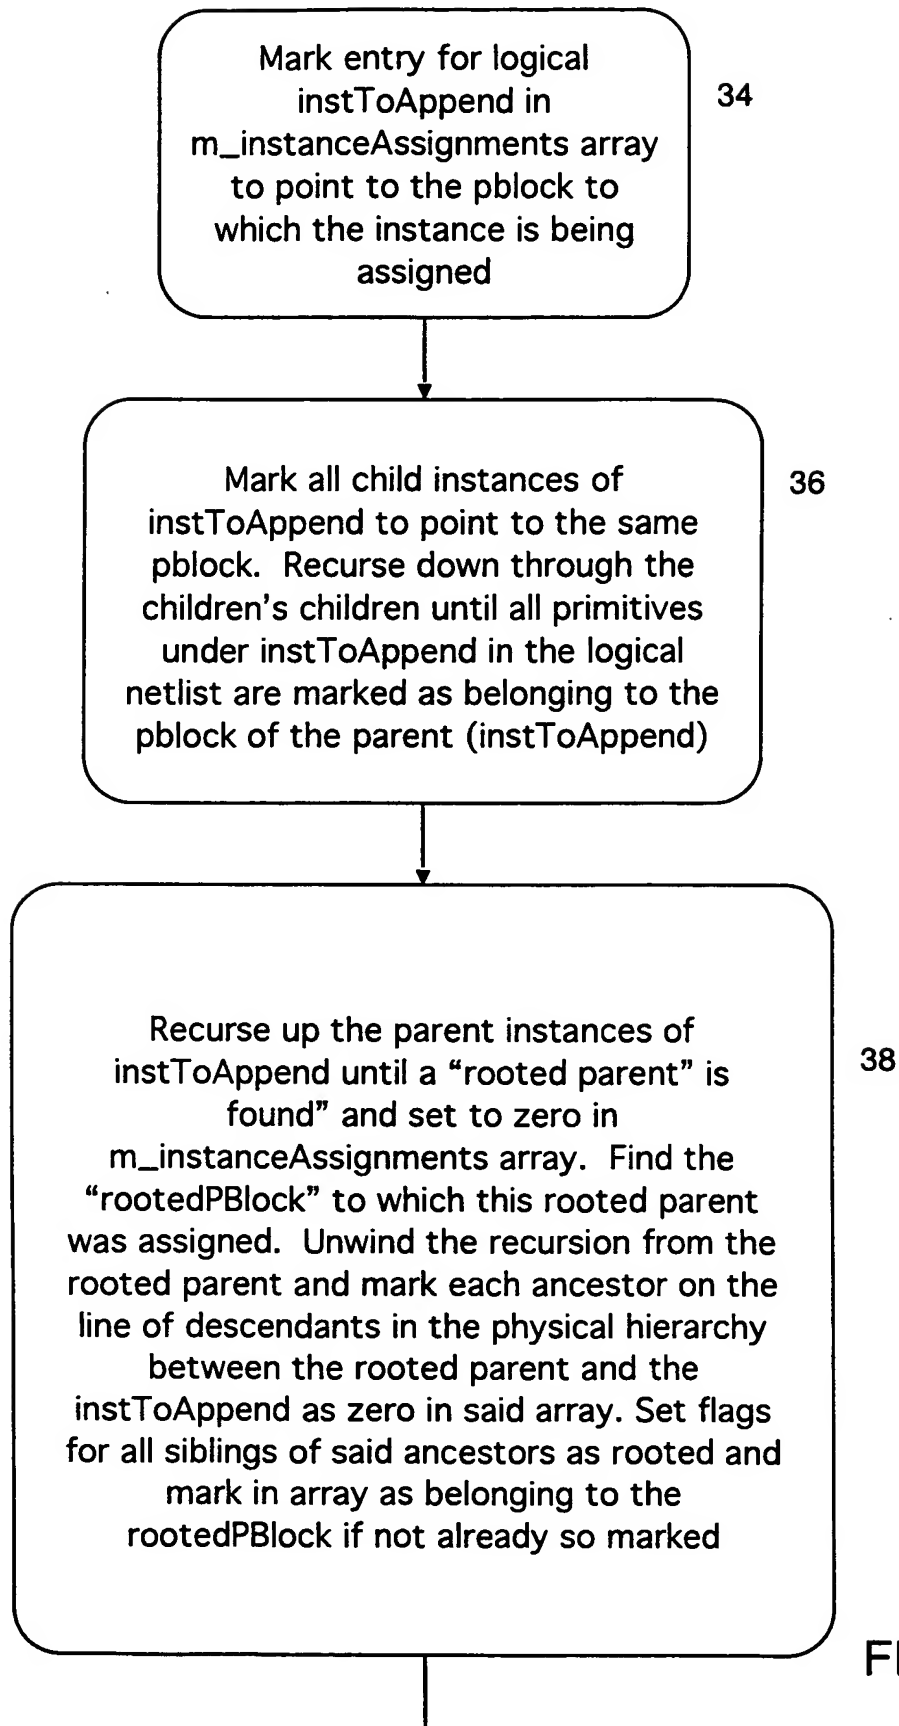 Mark entry for logical
instToAppend in
m_instanceAssignments array
to point to the pblock to
which the instance is being
assigned
34
Mark all child instances of
instToAppend to point to the same
pblock.  Recurse down through the
children's children until all primitives
under instToAppend in the logical
netlist are marked as belonging to the
pblock of the parent (instToAppend)
36
Recurse up the parent instances of
instToAppend until a “rooted parent” is
found” and set to zero in
m_instanceAssignments array.  Find the
“rootedPBlock” to which this rooted parent
was assigned.  Unwind the recursion from the
rooted parent and mark each ancestor on the
line of descendants in the physical hierarchy
between the rooted parent and the
instToAppend as zero in said array. Set flags
for all siblings of said ancestors as rooted and
mark in array as belonging to the
rootedPBlock if not already so marked
38